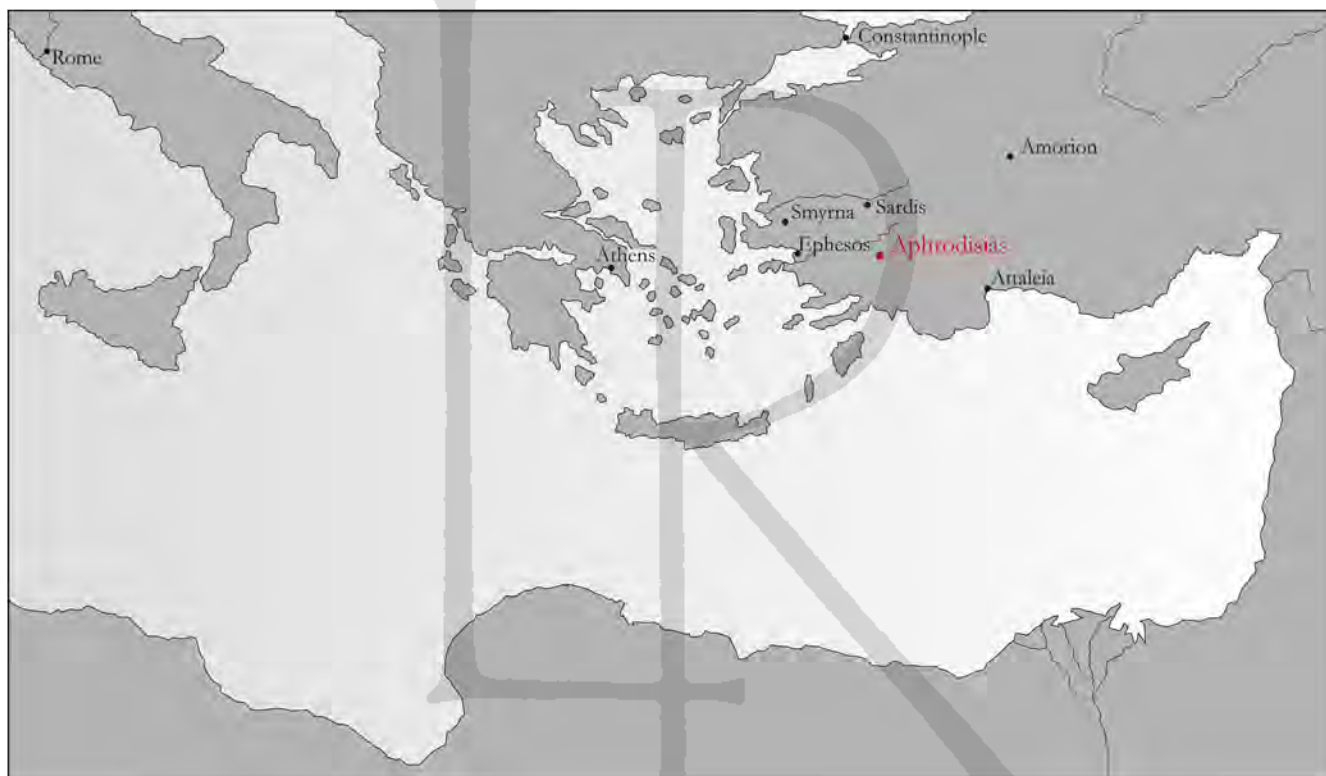 Constantinople
Rome
Amorion
Sardis
Smyrna
Ephesos
Aphrodisias
Athens
Attaleia